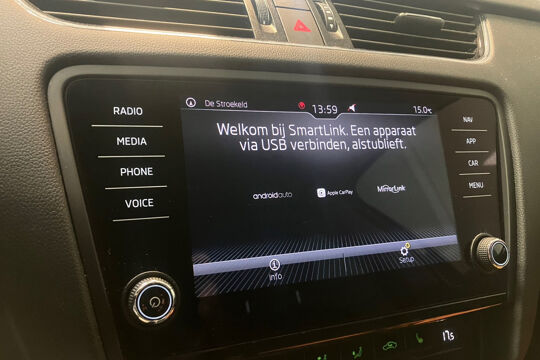 De Stroekeld
13:59
15.0°C
RADIO
MEDIA
PHONE
VOICE
Welkom bij SmartLink. Een apparaat
via USB verbinden, alstublieft.
androidauto
Apple CarPlay
MirrorLink
Info
Setup
NAV
APP
CAR
MENU